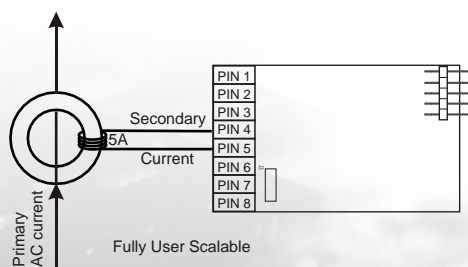 PIN 1
PIN 2
PIN 3
Secondary
PIN 4
5A
Current
PIN 5
PIN 6
PIN 7
PIN 8
Primary
AC current
Fully User Scalable